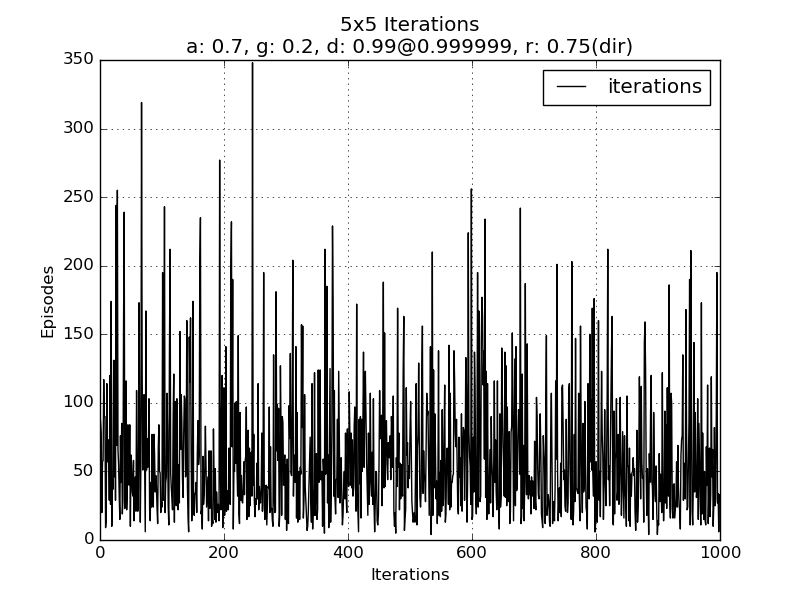 5x5 Iterations
a: 0.7, g: 0.2, d: 0.99@0.999999, r: 0.75(dir)
iterations
350
300
250
200
150
100
50
0
Episodes
0 200 400 600 800 1000
Iterations